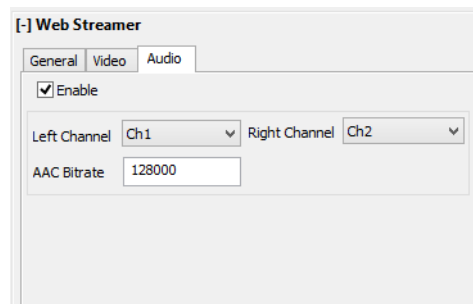 [-] Web Streamer
General Video Audio
Enable
Left Channel Ch1 Right Channel Ch2
AAC Bitrate 128000